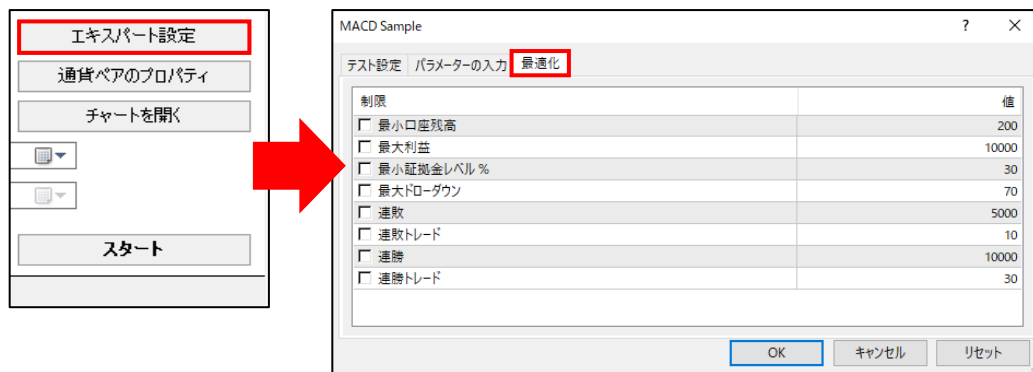 エキスパート設定
通貨ペアのプロパティ
チャートを開く
スタート
MACD Sample ? ×
テスト設定 パラメーターの入力 最適化
制限 値
最小口座残高 200
最大利益 10000
最小証拠金レベル % 30
最大ドローダウン 70
連敗 5000
連敗トレード 10
連勝 10000
連勝トレード 30
OK キャンセル リセット